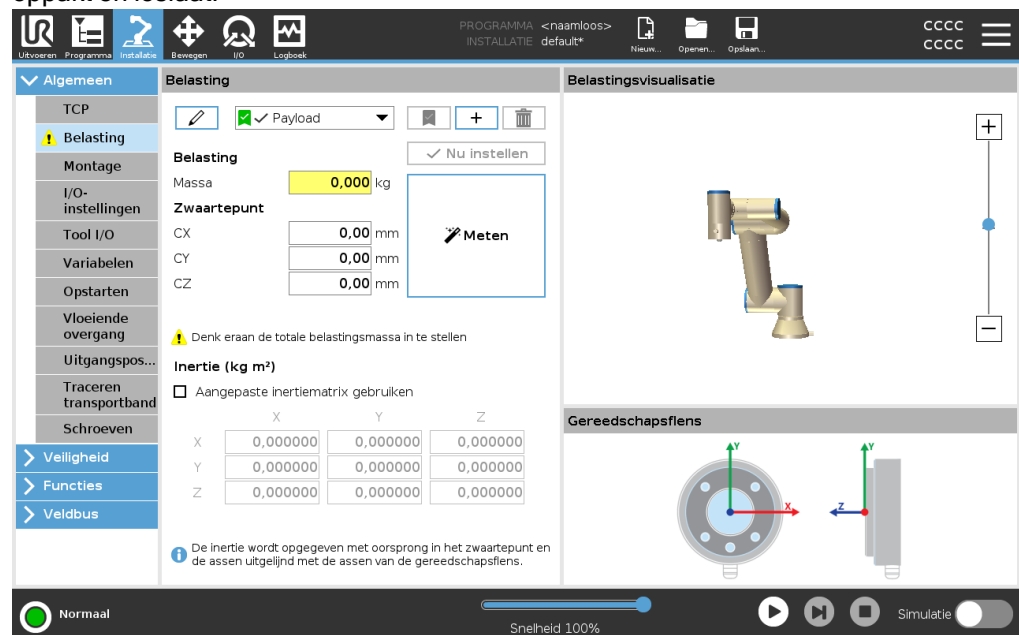 PROGRAMMA <naamloos>
INSTALLATIE default*
CCCC
CCCC
Uitvoeren Programma Installatie Bewegen I/O Logboek
Nieuw... Openen... Opslaan...
Algemeen
TCP
Belasting
Montage
I/O-
instellingen
Tool I/O
Variabelen
Opstarten
Vloeiende
overgang
Uitgangspos...
Traceren
transportband
Schroeven
Veiligheid
Functies
Veldbus
Belasting
Payload
Nu instellen
Belasting
Massa 0,000 kg
Zwaartepunt
CX 0,00 mm
CY 0,00 mm
CZ 0,00 mm
Meten
Denk eraan de totale belastingsmassa in te stellen
Inertie (kg m²)
Aangepaste inertiematrix gebruiken
X Y Z
X 0,000000 0,000000 0,000000
Y 0,000000 0,000000 0,000000
Z 0,000000 0,000000 0,000000
De inertie wordt opgegeven met oorsprong in het zwaartepunt en
de assen uitgelijnd met de assen van de gereedschapsflens.
Belastingsvisualisatie
Gereedschapsflens
Y
X
Y
Z
Normaal
Snelheid 100%
Simulatie